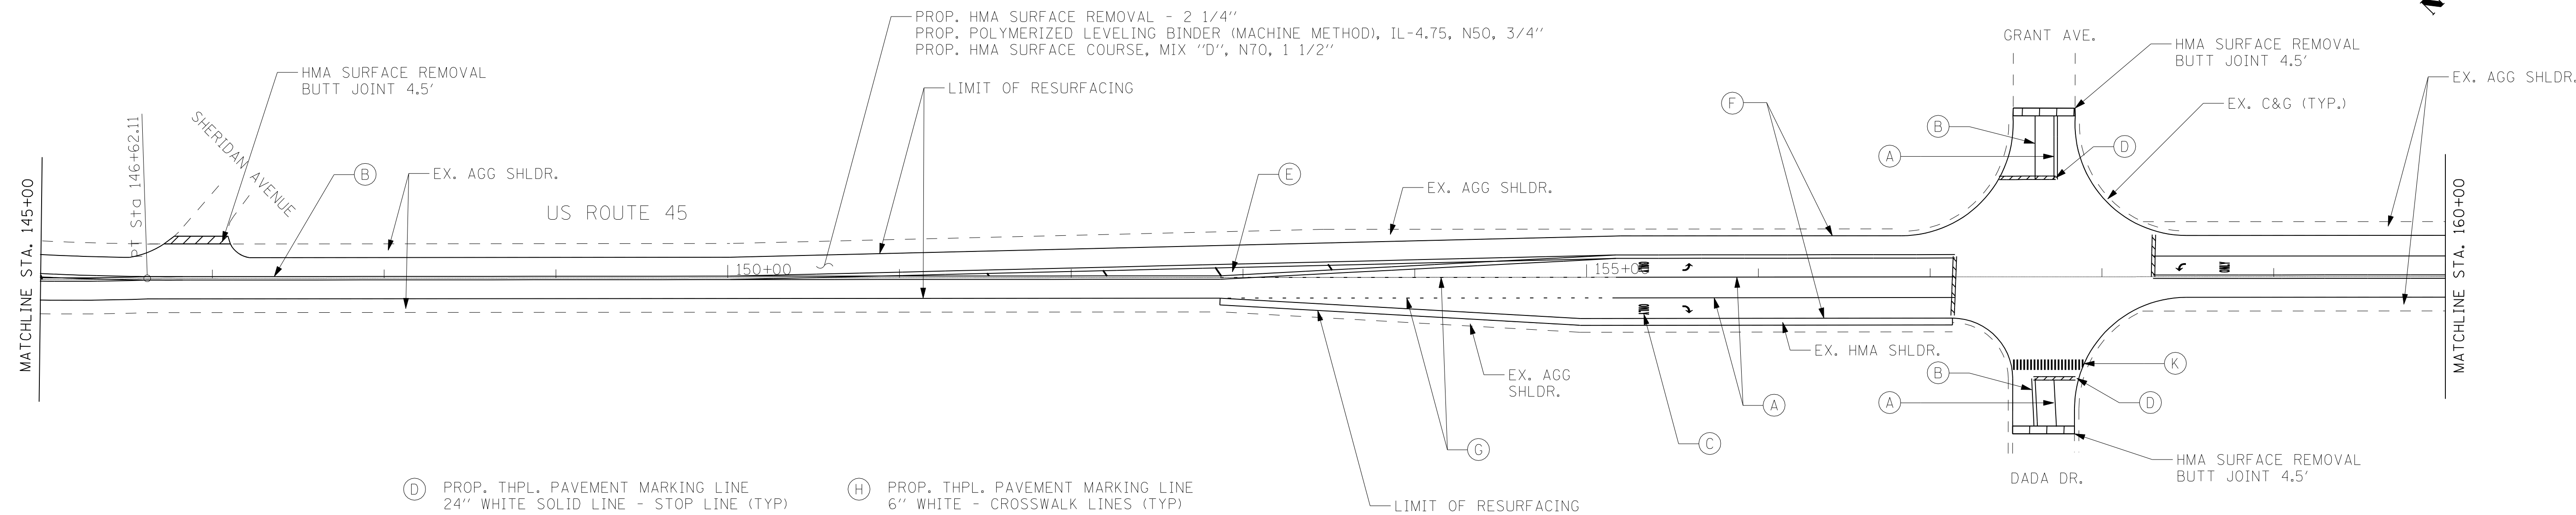 PROP. HMA SURFACE REMOVAL - 2 1/4"
PROP. POLYMERIZED LEVELING BINDER (MACHINE METHOD), IL-4.75, N50, 3/4"
PROP. HMA SURFACE COURSE, MIX "D", N70, 1 1/2"
GRANT AVE.
HMA SURFACE REMOVAL
BUTT JOINT 4.5'
HMA SURFACE REMOVAL
BUTT JOINT 4.5'
LIMIT OF RESURFACING
EX. AGG SHLDR.
EX. C&G (TYP.)
F
B
A
D
SHERIDAN AVENUE
PT Sta 146+62.11
MATCHLINE STA. 145+00
B
EX. AGG SHLDR.
E
EX. AGG SHLDR.
US ROUTE 45
150+00
155+00
MATCHLINE STA. 160+00
EX. HMA SHLDR.
EX. AGG
SHLDR.
K
B
A
A
D
G
C
HMA SURFACE REMOVAL
BUTT JOINT 4.5'
DADA DR.
D
PROP. THPL. PAVEMENT MARKING LINE
24" WHITE SOLID LINE - STOP LINE (TYP)
H
PROP. THPL. PAVEMENT MARKING LINE
6" WHITE - CROSSWALK LINES (TYP)
LIMIT OF RESURFACING